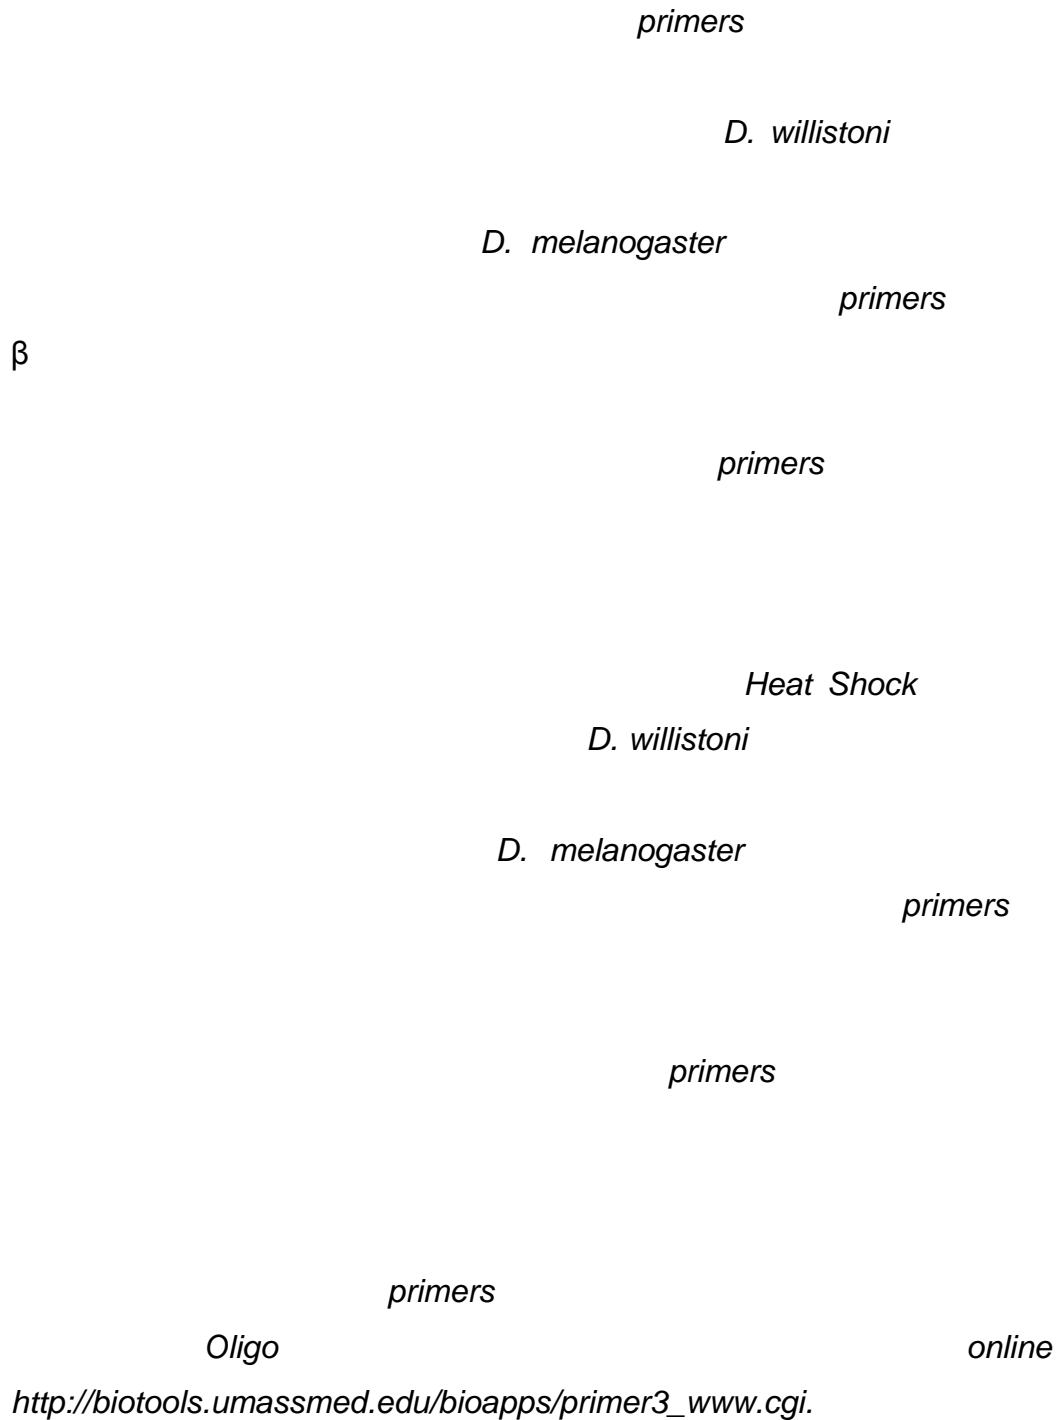 primers
D. willistoni
D. melanogaster
primers
β
primers
Heat Shock
D. willistoni
D. melanogaster
primers
primers
primers
Oligo online
http://biotools.umassmed.edu/bioapps/primer3_www.cgi.